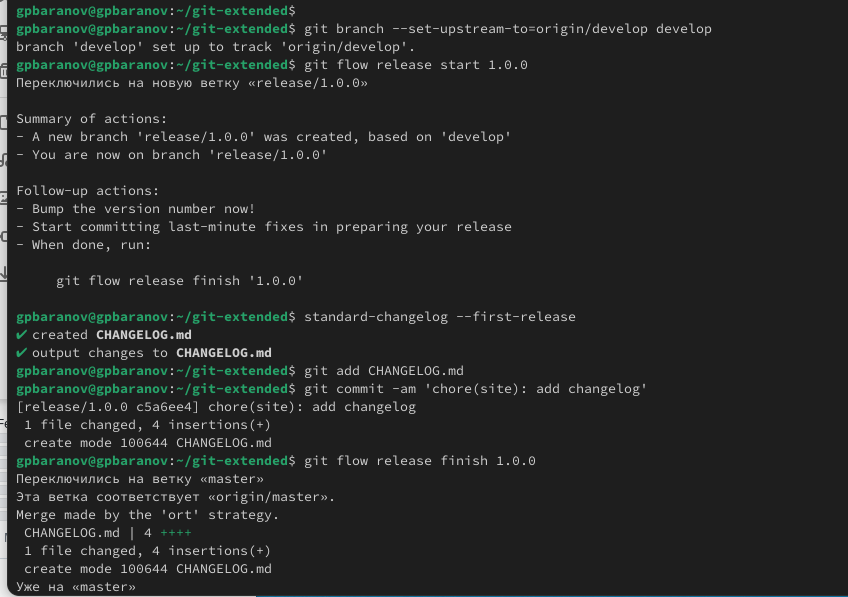 gpbaranov@gpbaranov:~/git-extended$
gpbaranov@gpbaranov:~/git-extended$ git branch --set-upstream-to=origin/develop develop
branch 'develop' set up to track 'origin/develop'.
gpbaranov@gpbaranov:~/git-extended$ git flow release start 1.0.0
Переключились на новую ветку «release/1.0.0»

Summary of actions:
- A new branch 'release/1.0.0' was created, based on 'develop'
- You are now on branch 'release/1.0.0'

Follow-up actions:
- Bump the version number now!
- Start committing last-minute fixes in preparing your release
- When done, run:

     git flow release finish '1.0.0'

gpbaranov@gpbaranov:~/git-extended$ standard-changelog --first-release
✔ created CHANGELOG.md
✔ output changes to CHANGELOG.md
gpbaranov@gpbaranov:~/git-extended$ git add CHANGELOG.md
gpbaranov@gpbaranov:~/git-extended$ git commit -am 'chore(site): add changelog'
[release/1.0.0 c5a6ee4] chore(site): add changelog
 1 file changed, 4 insertions(+)
 create mode 100644 CHANGELOG.md
gpbaranov@gpbaranov:~/git-extended$ git flow release finish 1.0.0
Переключились на ветку «master»
Эта ветка соответствует «origin/master».
Merge made by the 'ort' strategy.
 CHANGELOG.md | 4 ++++
 1 file changed, 4 insertions(+)
 create mode 100644 CHANGELOG.md
Уже на «master»